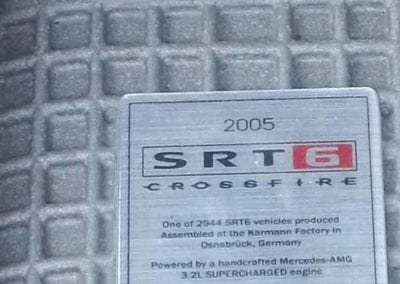 2005
SRT6
CROSSFIRE
One of 2944 SRT6 vehicles produced
Assembled at the Karmann Factory in
Osnabrück, Germany
Powered by a handcrafted Mercedes-AMG
3.2L SUPERCHARGED engine